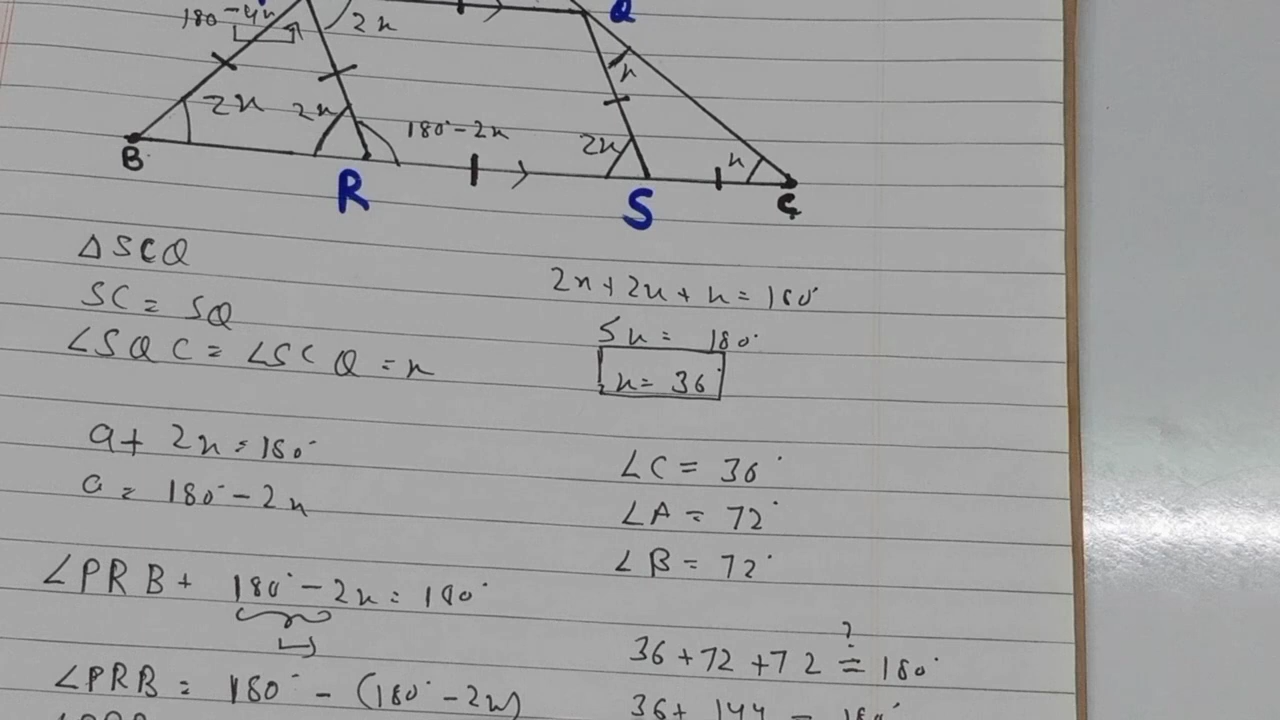 180 - 4x
2x
Q
x
2x
2x
180° - 2x
2x
x
B
R
S
C
Δ SCQ
SC = SQ
∠SQC = ∠SCQ = x
a + 2x = 180°
a = 180° - 2x
∠PRB + 180° - 2x = 180°
∠PRB = 180° - (180° - 2x)
2x + 2x + x = 180°
5x = 180°
x = 36°
∠C = 36°
∠A = 72°
∠B = 72°
?
36 + 72 + 72 = 180°
36 + 144 = 180°